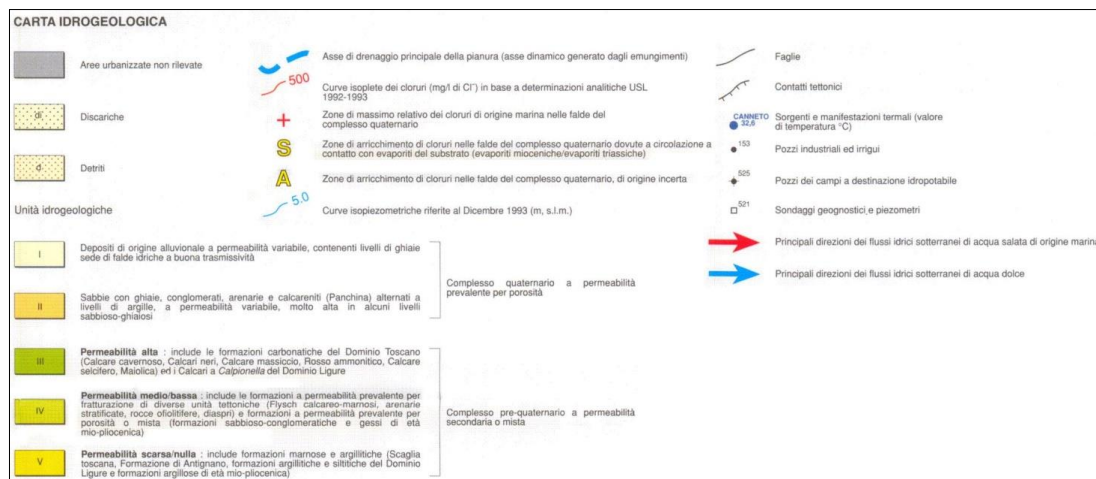 CARTA IDROGEOLOGICA
Aree urbanizzate non rilevate
di
Discariche
d
Detriti
Unità idrogeologiche
I
Depositi di origine alluvionale a permeabilità variabile, contenenti livelli di ghiaie
sede di falde idriche a buona trasmissività
II
Sabbie con ghiaie, conglomerati, arenarie e calcareniti (Panchina) alternati a
livelli di argille, a permeabilità variabile, molto alta in alcuni livelli
sabbioso-ghiaiosi
Complesso quaternario a permeabilità
prevalente per porosità
III
Permeabilità alta : include le formazioni carbonatiche del Dominio Toscano
(Calcare cavernoso, Calcari neri, Calcare massiccio, Rosso ammonitico, Calcare
selcifero, Maiolica) ed i Calcari a Calpionella del Dominio Ligure
IV
Permeabilità medio/bassa : include le formazioni a permeabilità prevalente per
fratturazione di diverse unità tettoniche (Flysch calcareo-marnosi, arenarie
stratificate, rocce ofiolitifere, diaspri) e formazioni a permeabilità prevalente per
porosità o mista (formazioni sabbioso-conglomeratiche e gessi di età
mio-pliocenica)
V
Permeabilità scarsa/nulla : include formazioni marnose e argillitiche (Scaglia
toscana, Formazione di Antignano, formazioni argillitiche e siltitiche del Dominio
Ligure e formazioni argillose di età mio-pliocenica)
Complesso pre-quaternario a permeabilità
secondaria o mista
Asse di drenaggio principale della pianura (asse dinamico generato dagli emungimenti)
500
Curve isoplete dei cloruri (mg/l di Cl⁻) in base a determinazioni analitiche USL
1992-1993
+
Zone di massimo relativo dei cloruri di origine marina nelle falde del
complesso quaternario
S
Zone di arricchimento di cloruri nelle falde del complesso quaternario dovute a circolazione a
contatto con evaporiti del substrato (evaporiti mioceniche/evaporiti triassiche)
A
Zone di arricchimento di cloruri nelle falde del complesso quaternario, di origine incerta
5.0
Curve isopiezometriche riferite al Dicembre 1993 (m, s.l.m.)
Faglie
Contatti tettonici
CANNETO
32,6
Sorgenti e manifestazioni termali (valore
di temperatura °C)
153
Pozzi industriali ed irrigui
525
Pozzi dei campi a destinazione idropotabile
521
Sondaggi geognostici e piezometri
Principali direzioni dei flussi idrici sotterranei di acqua salata di origine marina
Principali direzioni dei flussi idrici sotterranei di acqua dolce